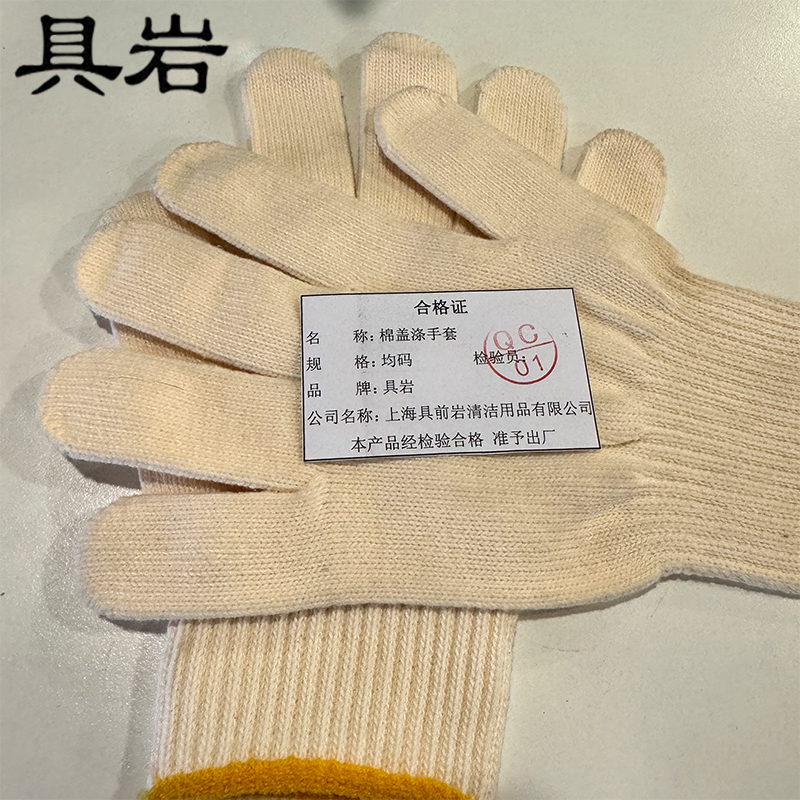 具岩
合格证
名 称: 棉盖涤手套
规 格: 均码 检验员:
QC
01
品 牌: 具岩
公司名称: 上海具前岩清洁用品有限公司
本产品经检验合格 准予出厂